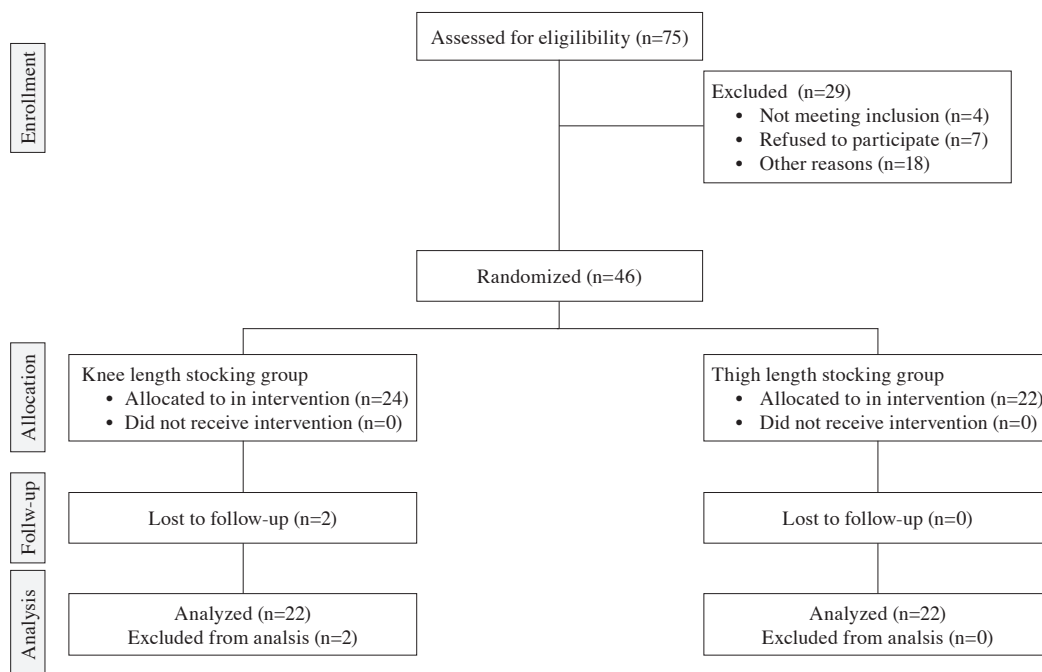 Enrollment
Assessed for eligilibility (n=75)
Excluded (n=29)
• Not meeting inclusion (n=4)
• Refused to participate (n=7)
• Other reasons (n=18)
Randomized (n=46)
Allocation
Knee length stocking group
• Allocated to in intervention (n=24)
• Did not receive intervention (n=0)
Thigh length stocking group
• Allocated to in intervention (n=22)
• Did not receive intervention (n=0)
Follw-up
Lost to follow-up (n=2)
Lost to follow-up (n=0)
Analysis
Analyzed (n=22)
Excluded from analsis (n=2)
Analyzed (n=22)
Excluded from analsis (n=0)